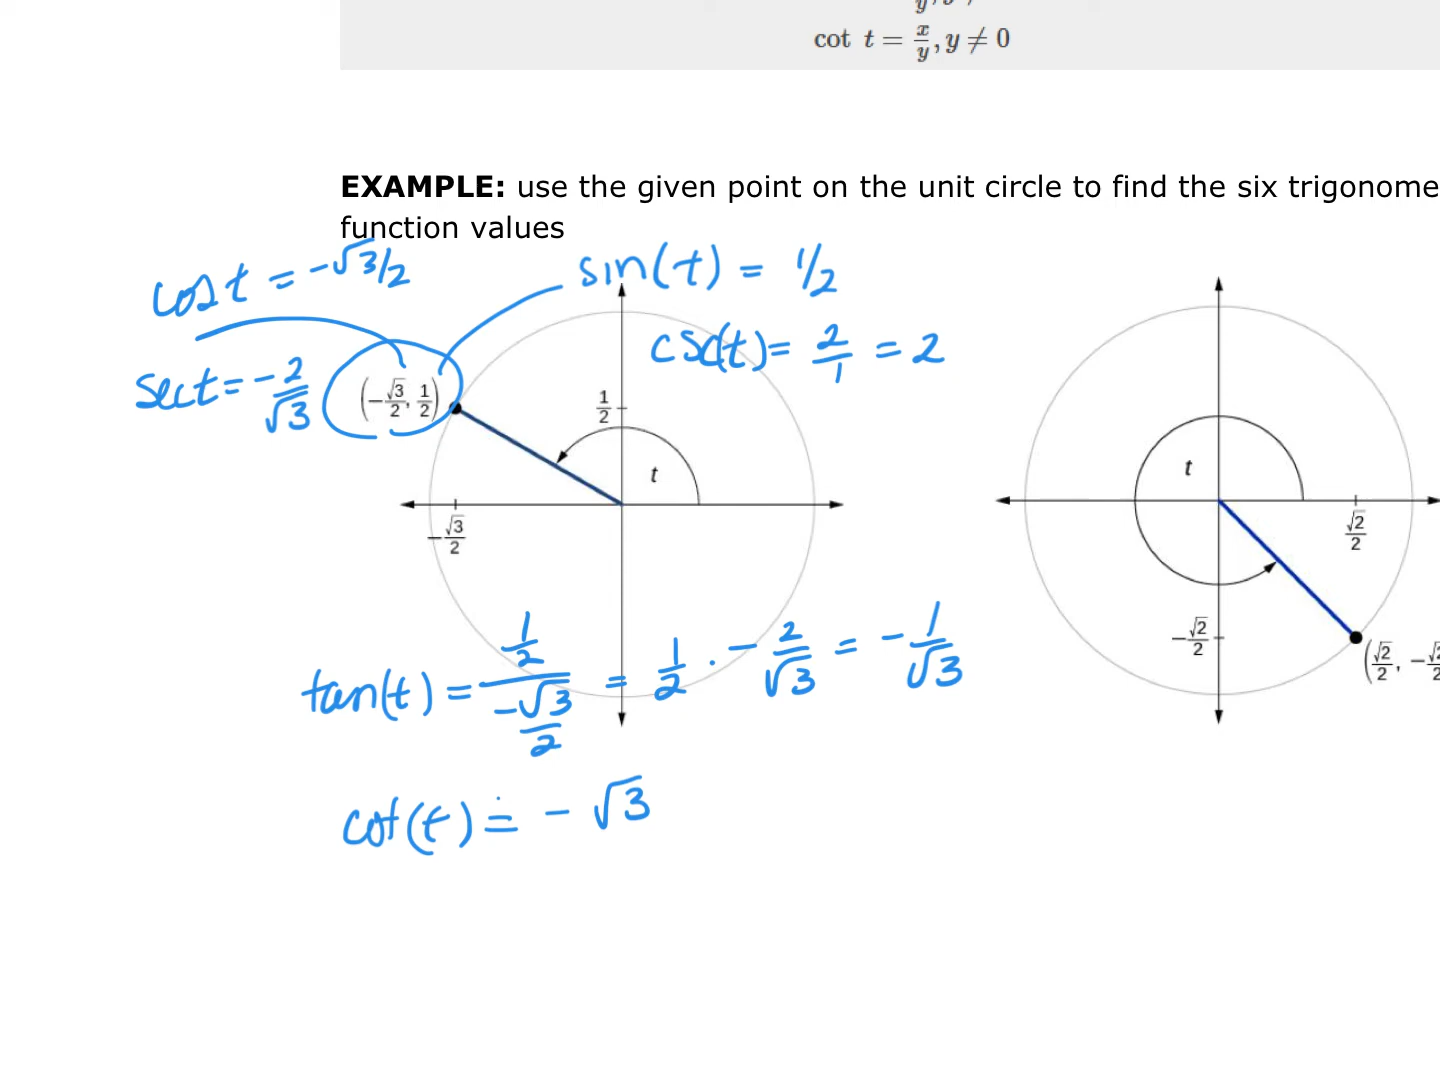 cot t = x/y, y ≠ 0
EXAMPLE: use the given point on the unit circle to find the six trigonome
function values
cos t = -√3/2
sin(t) = 1/2
csc(t) = 2/1 = 2
sec t = -2/√3
(-√3/2, 1/2)
1/2
t
-√3/2
t
√2/2
-√2/2
(√2/2, -√2/2
tan(t) = 1/2 / -√3/2 = 1/2 · -2/√3 = -1/√3
cot(t) = -√3